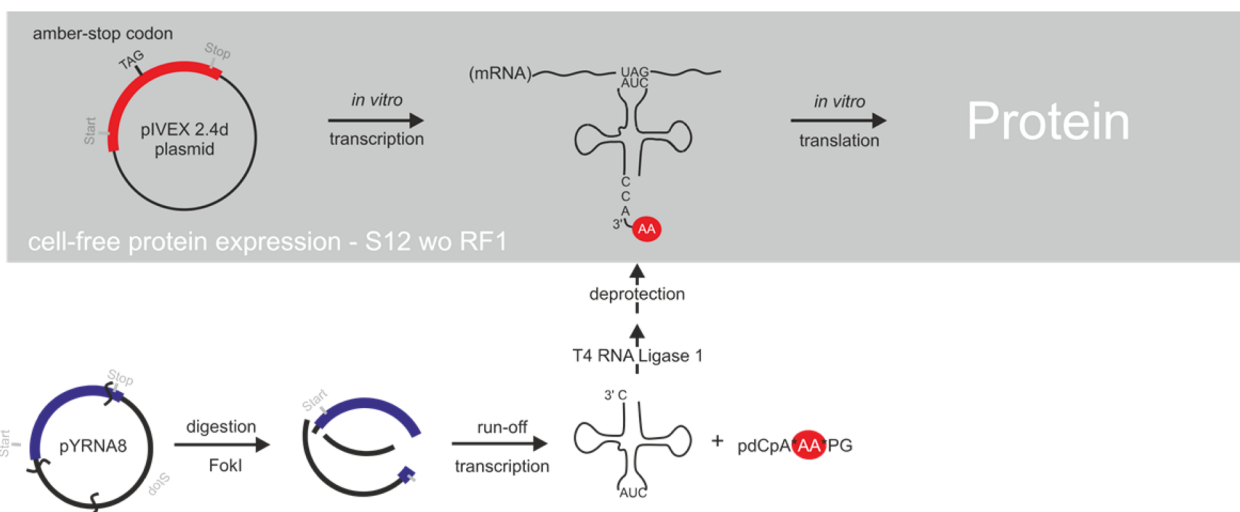 amber-stop codon
TAG
Stop
Start
pIVEX 2.4d
plasmid
in vitro
transcription
(mRNA)
UAG
AUC
C
C
A
3'
AA
in vitro
translation
Protein
cell-free protein expression - S12 wo RF1
deprotection
T4 RNA Ligase 1
Start
Stop
pYRNA8
Stop
digestion
FokI
Start
run-off
transcription
3' C
AUC
+
pdCpA*AA*PG